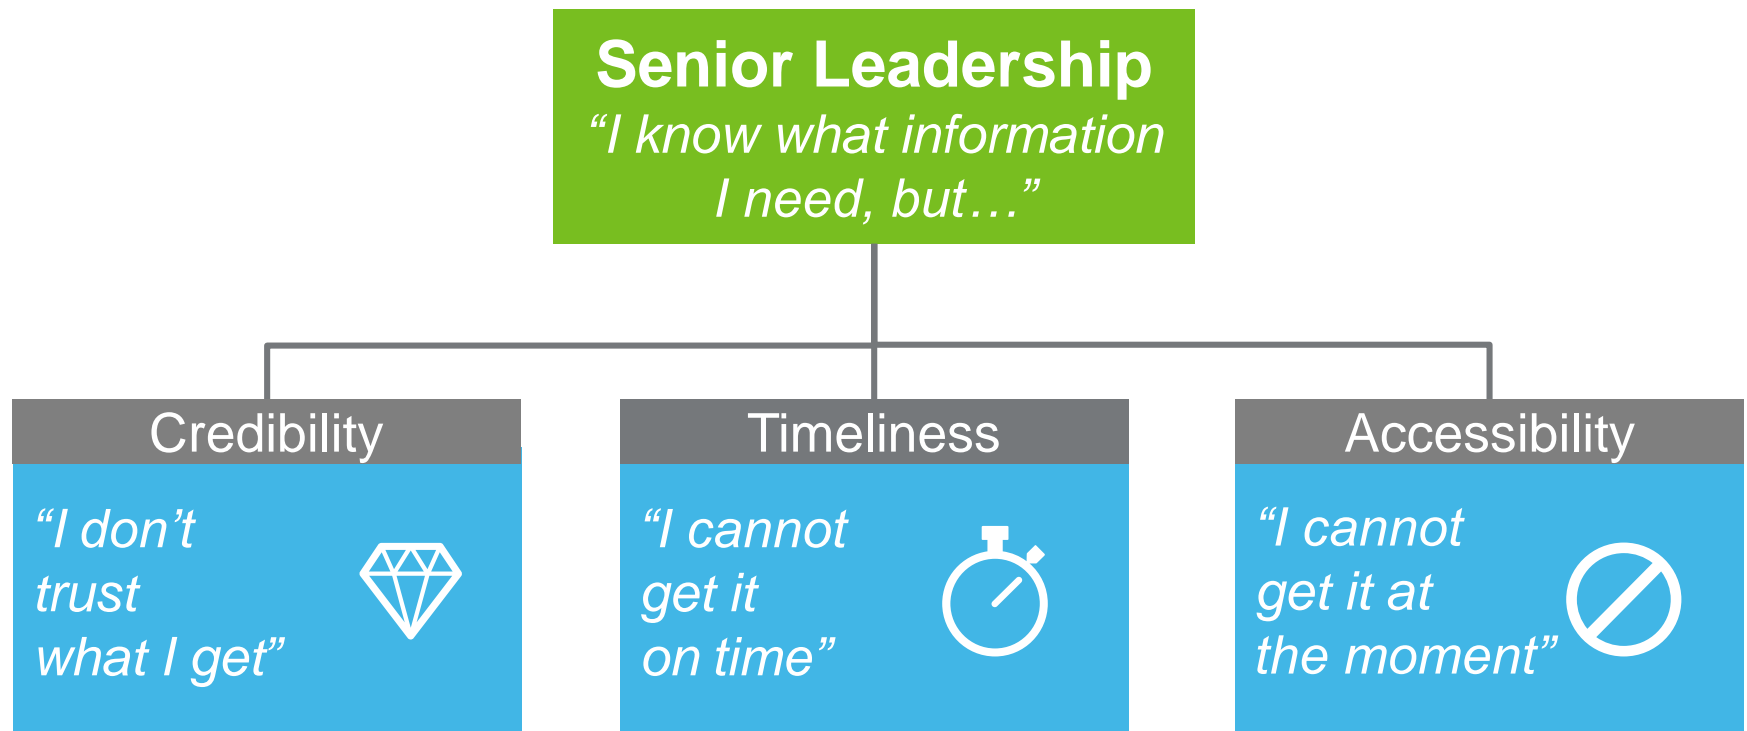 Senior Leadership
“I know what information
I need, but…”
Credibility
“I don’t
trust
what I get”
Timeliness
“I cannot
get it
on time”
Accessibility
“I cannot
get it at
the moment”